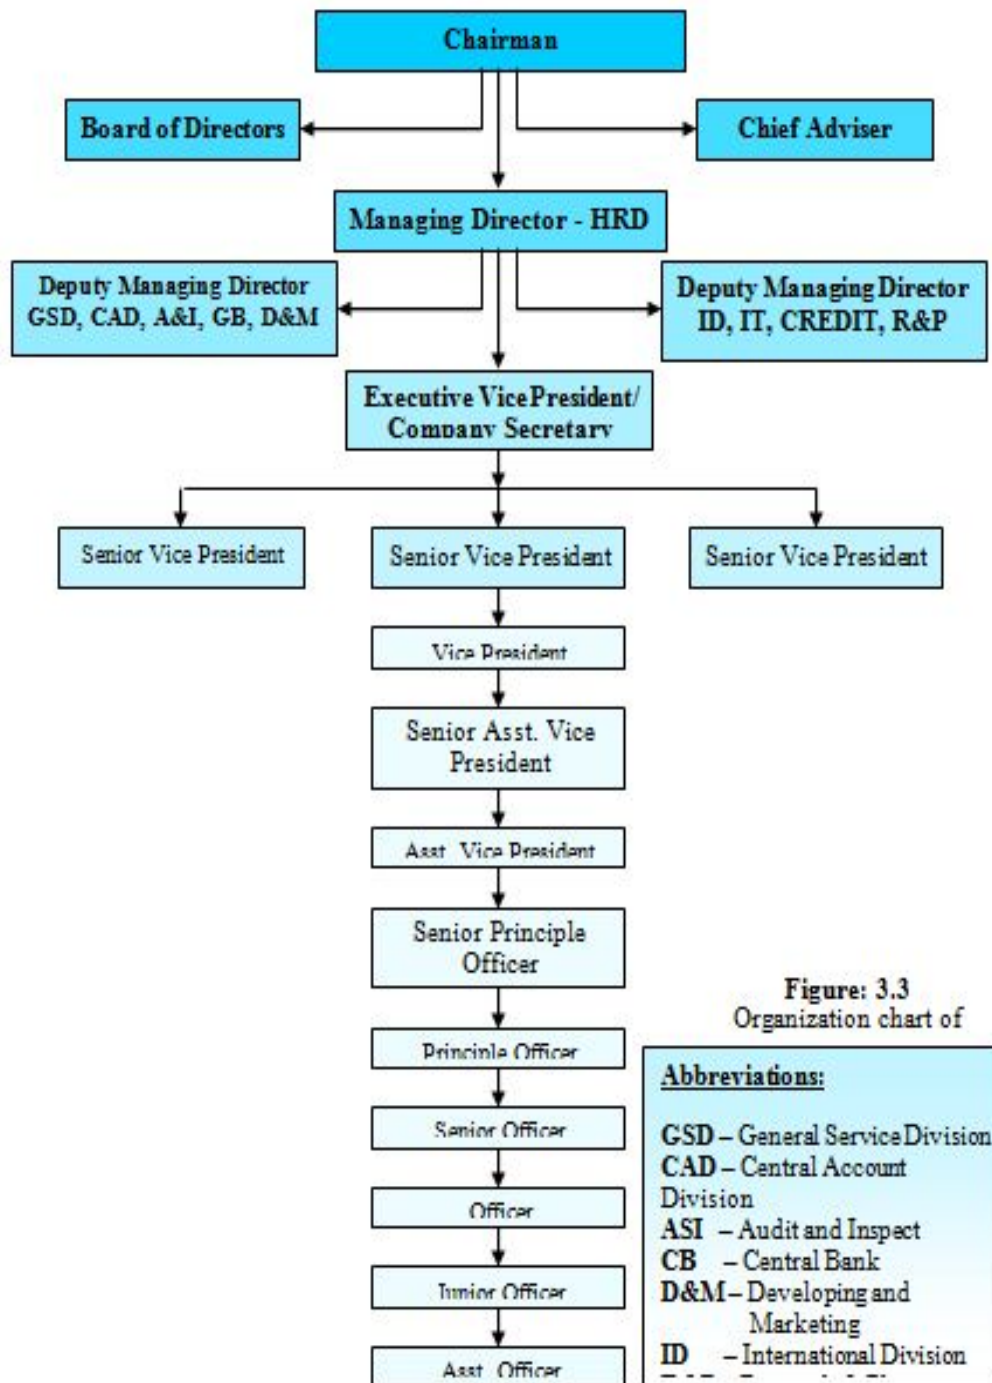 Chairman
Board of Directors
Chief Adviser
Managing Director - HRD
Deputy Managing Director
GSD, CAD, A&I, GB, D&M
Deputy Managing Director
ID, IT, CREDIT, R&P
Executive Vice President/
Company Secretary
Senior Vice President
Senior Vice President
Senior Vice President
Vice President
Senior Asst. Vice
President
Asst. Vice President
Senior Principle
Officer
Principle Officer
Senior Officer
Officer
Junior Officer
Asst. Officer
Figure: 3.3
Organization chart of
Abbreviations:
GSD – General Service Division
CAD – Central Account
Division
ASI – Audit and Inspect
CB – Central Bank
D&M – Developing and
Marketing
ID – International Division